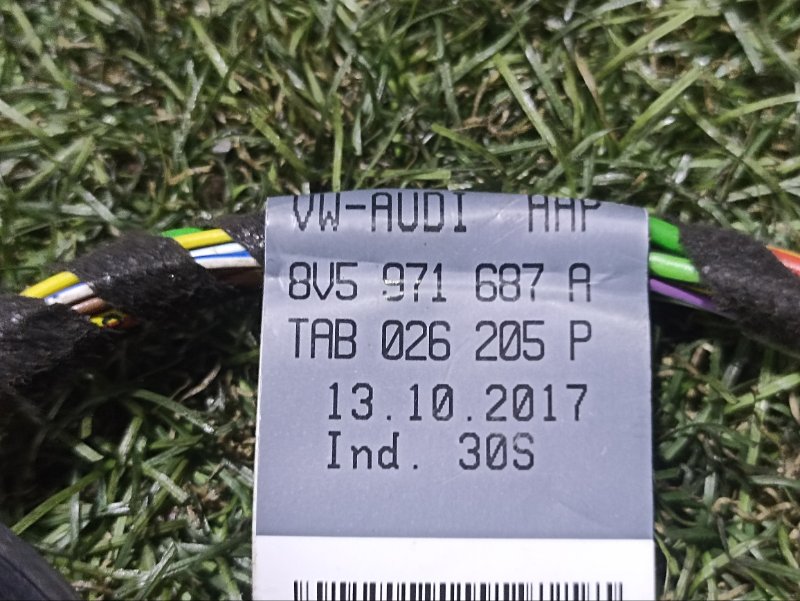 VW-AUDI AAP
8V5 971 687 A
TAB 026 205 P
13.10.2017
Ind. 30S